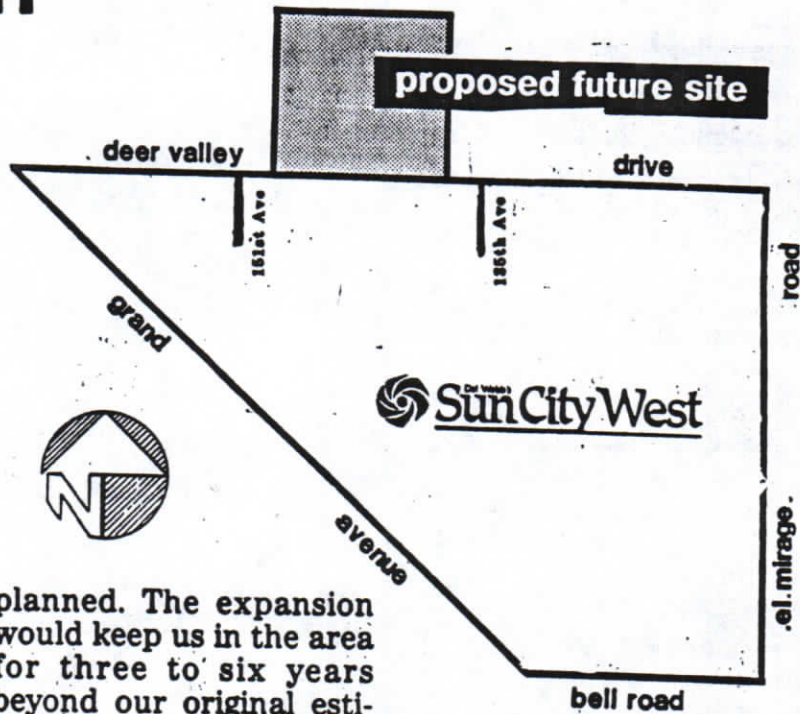 proposed future site
deer valley drive
151st Ave
135th Ave
road
grand
Del Webb's
Sun City West
N
avenue
el mirage
planned. The expansion
would keep us in the area
for three to six years
beyond our original esti-
bell road